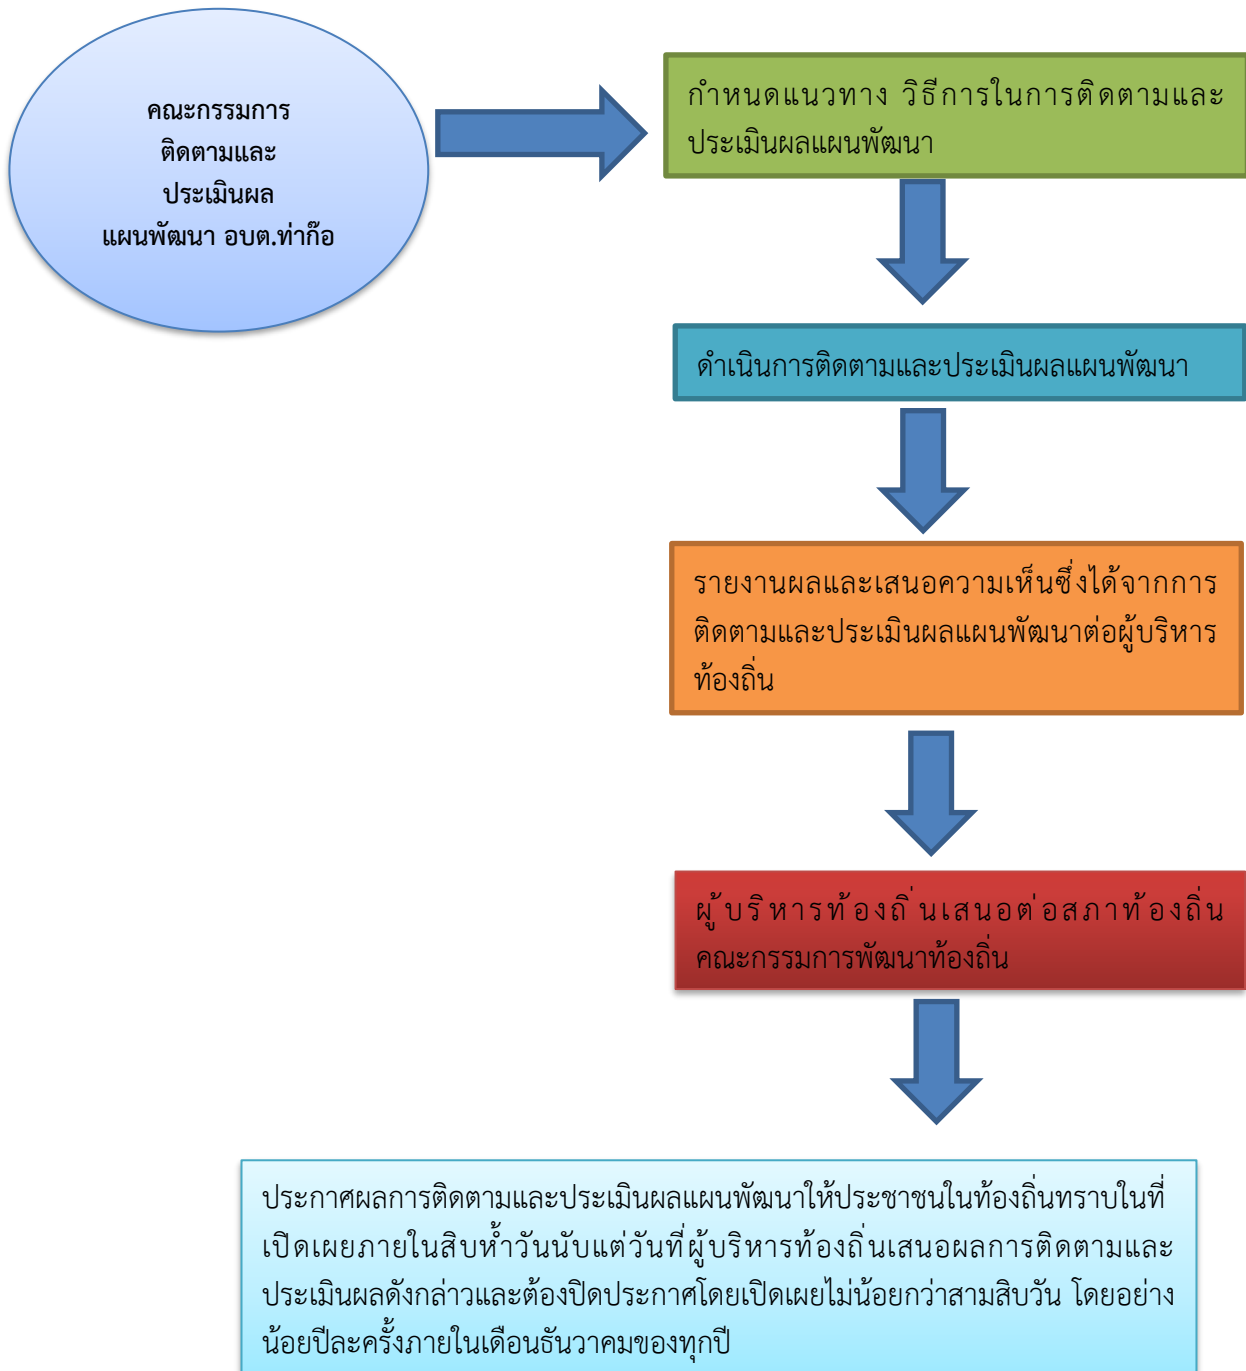 คณะกรรมการ
ติดตามและ
ประเมินผล
แผนพัฒนา อบต.ท่าก๊อ
กำหนดแนวทาง วิธีการในการติดตามและ
ประเมินผลแผนพัฒนา
ดำเนินการติดตามและประเมินผลแผนพัฒนา
รายงานผลและเสนอความเห็นซึ่งได้จากการ
ติดตามและประเมินผลแผนพัฒนาต่อผู้บริหาร
ท้องถิ่น
ผู้บริหารท้องถิ่นเสนอต่อสภาท้องถิ่น
คณะกรรมการพัฒนาท้องถิ่น
ประกาศผลการติดตามและประเมินผลแผนพัฒนาให้ประชาชนในท้องถิ่นทราบในที่
เปิดเผยภายในสิบห้าวันนับแต่วันที่ผู้บริหารท้องถิ่นเสนอผลการติดตามและ
ประเมินผลดังกล่าวและต้องปิดประกาศโดยเปิดเผยไม่น้อยกว่าสามสิบวัน โดยอย่าง
น้อยปีละครั้งภายในเดือนธันวาคมของทุกปี